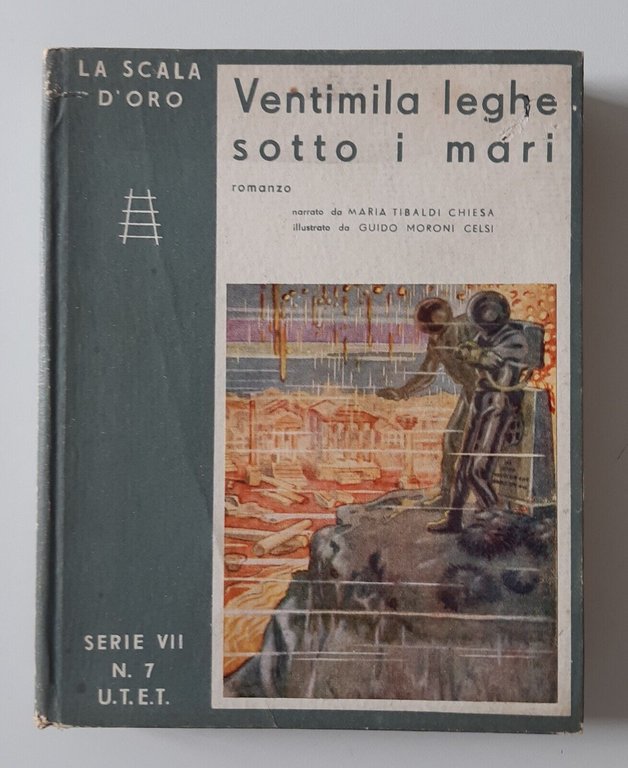 LA SCALA
D'ORO
Ventimila leghe
sotto i mari
romanzo
narrato da MARIA TIBALDI CHIESA
illustrato da GUIDO MORONI CELSI
SERIE VII
N. 7
U.T.E.T.